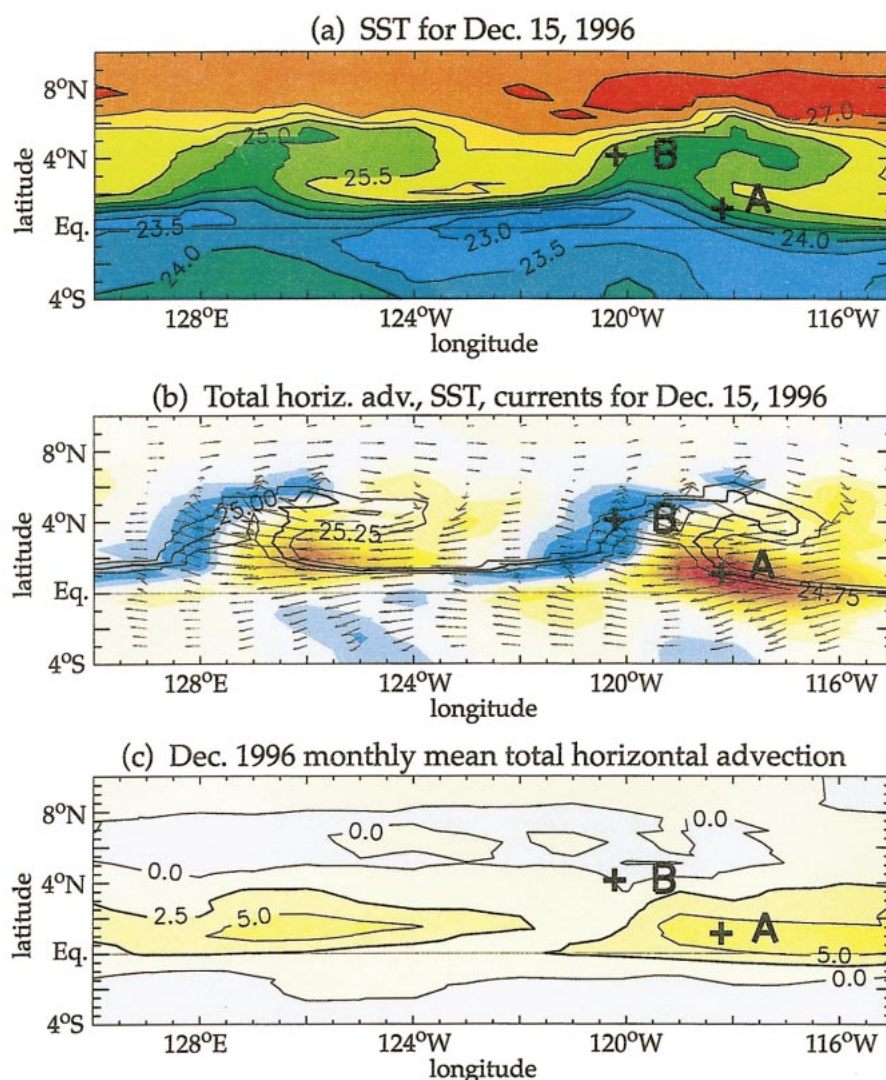 (a) SST for Dec. 15, 1996
8°N
4°N
Eq.
4°S
latitude
25.0
25.5
27.0
B
A
23.5
24.0
23.0
23.5
24.0
128°E
124°W
120°W
116°W
longitude
(b) Total horiz. adv., SST, currents for Dec. 15, 1996
8°N
4°N
Eq.
4°S
latitude
25.00
25.25
B
A
24.75
128°E
124°W
120°W
116°W
longitude
(c) Dec. 1996 monthly mean total horizontal advection
8°N
4°N
Eq.
4°S
latitude
0.0
0.0
0.0
B
2.5
5.0
A
5.0
0.0
128°E
124°W
120°W
116°W
longitude